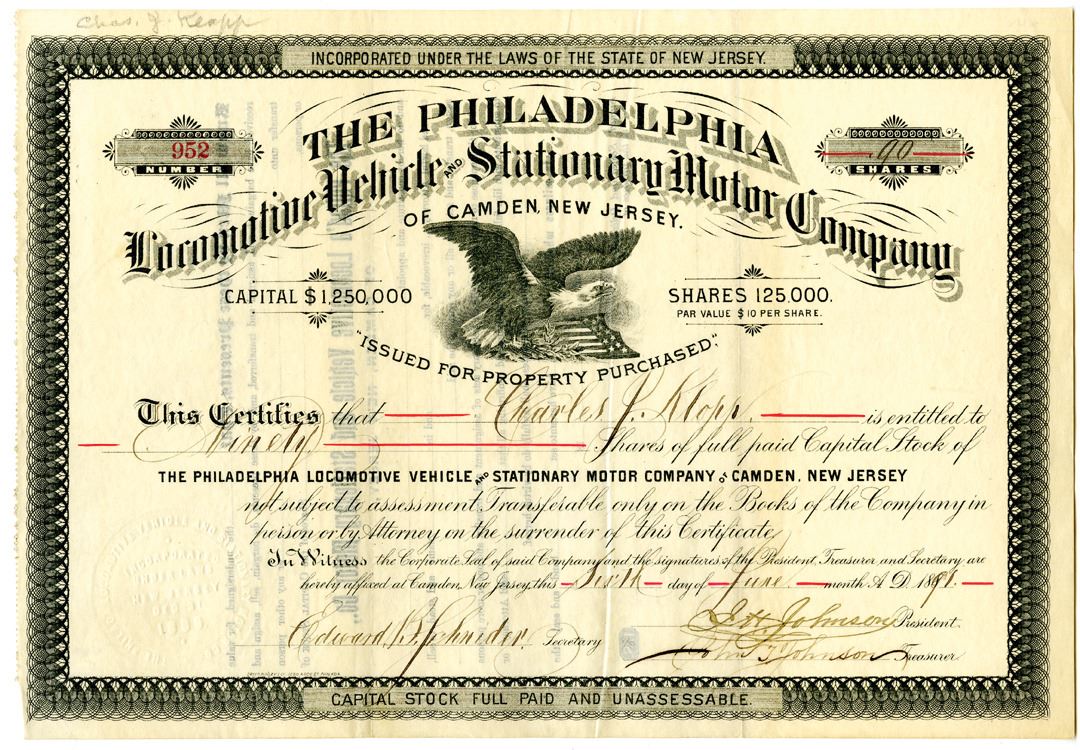 Chas. J. Klopp
INCORPORATED UNDER THE LAWS OF THE STATE OF NEW JERSEY.
952
NUMBER
90
SHARES
THE PHILADELPHIA
Locomotive Vehicle AND Stationary Motor Company
OF CAMDEN, NEW JERSEY.
CAPITAL $1,250,000
SHARES 125,000.
PAR VALUE $10 PER SHARE.
"ISSUED FOR PROPERTY PURCHASED".
This Certifies that Charles J. Klopp is entitled to
Ninety Shares of full paid Capital Stock of
THE PHILADELPHIA LOCOMOTIVE VEHICLE AND STATIONARY MOTOR COMPANY OF CAMDEN, NEW JERSEY
not subject to assessment. Transferable only on the Books of the Company in
person or by Attorney on the surrender of this Certificate.
In Witness the Corporate Seal of said Company and the signatures of the President, Treasurer and Secretary are
hereby affixed at Camden New Jersey, this Sixth day of June month A.D. 1891.
Edward B. Schnider. Secretary
J H Johnson President.
John F Johnson Treasurer
CAPITAL STOCK FULL PAID AND UNASSESSABLE.